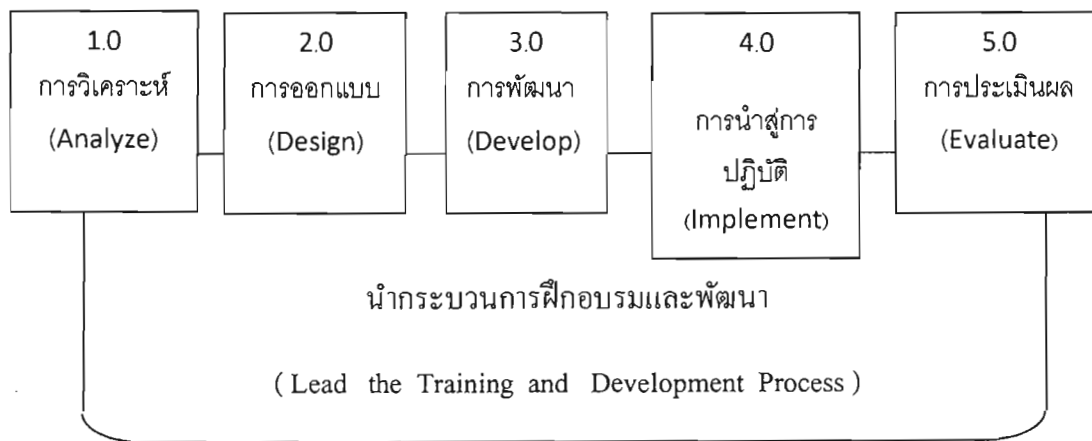 1.0
การวิเคราะห์
(Analyze)
2.0
การออกแบบ
(Design)
3.0
การพัฒนา
(Develop)
4.0
การนำสู่การ
ปฏิบัติ
(Implement)
5.0
การประเมินผล
(Evaluate)
นำกระบวนการฝึกอบรมและพัฒนา
( Lead the Training and Development Process )